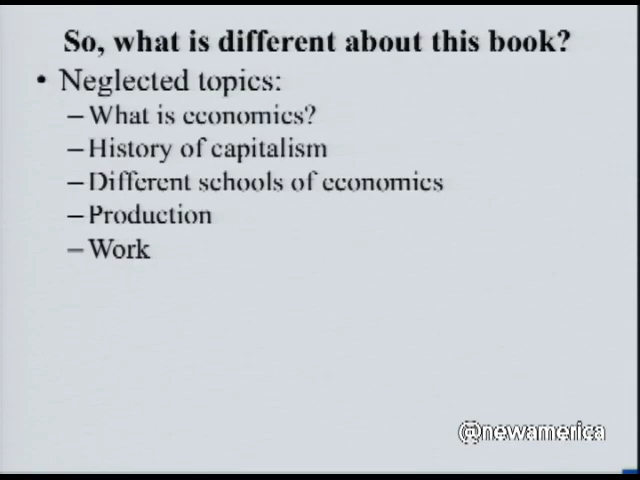 So, what is different about this book?
• Neglected topics:
– What is economics?
– History of capitalism
– Different schools of economics
– Production
– Work
@newamerica